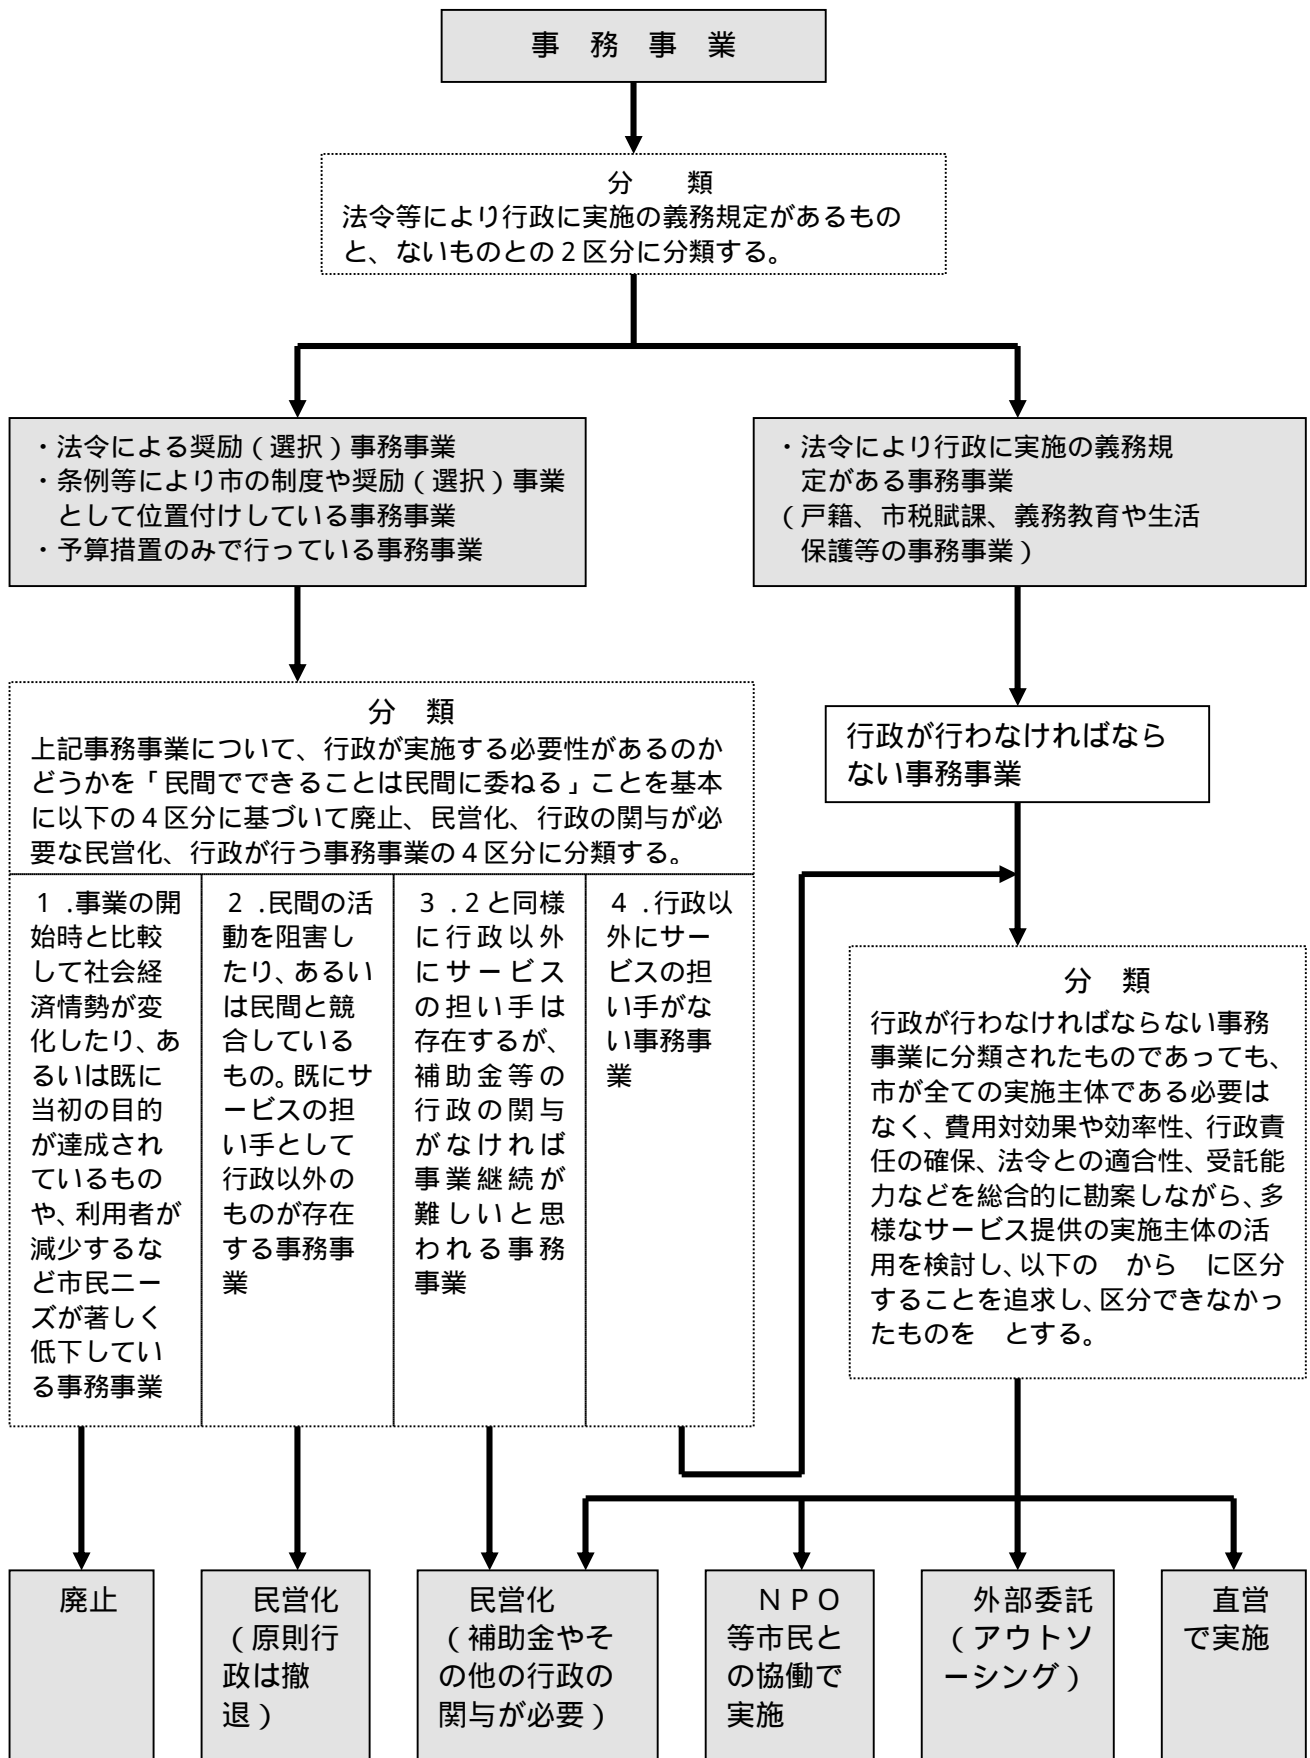 事　務　事　業
分　　類
法令等により行政に実施の義務規定があるもの
と、ないものとの２区分に分類する。
・法令による奨励（選択）事務事業
・条例等により市の制度や奨励（選択）事業
として位置付けしている事務事業
・予算措置のみで行っている事務事業
・法令により行政に実施の義務規
定がある事務事業
（戸籍、市税賦課、義務教育や生活
保護等の事務事業）
分　類
上記事務事業について、行政が実施する必要性があるのか
どうかを「民間でできることは民間に委ねる」ことを基本
に以下の４区分に基づいて廃止、民営化、行政の関与が必
要な民営化、行政が行う事務事業の４区分に分類する。
行政が行わなければなら
ない事務事業
１.事業の開
始時と比較
して社会経
済情勢が変
化したり、あ
るいは既に
当初の目的
が達成され
ているもの
や、利用者が
減少するな
ど市民ニー
ズが著しく
低下してい
る事務事業
２.民間の活
動を阻害し
たり、あるい
は民間と競
合している
もの。既にサ
ービスの担
い手として
行政以外の
ものが存在
する事務事
業
３.２と同様
に行政以外
にサービス
の担い手は
存在するが、
補助金等の
行政の関与
がなければ
事業継続が
難しいと思
われる事務
事業
４.行政以
外にサー
ビスの担
い手がな
い事務事
業
分　類
行政が行わなければならない事務
事業に分類されたものであっても、
市が全ての実施主体である必要は
なく、費用対効果や効率性、行政責
任の確保、法令との適合性、受託能
力などを総合的に勘案しながら、多
様なサービス提供の実施主体の活
用を検討し、以下の　から　に区分
することを追求し、区分できなかっ
たものを　とする。
廃止
民営化
（原則行
政は撤
退）
民営化
（補助金やそ
の他の行政の
関与が必要）
ＮＰＯ
等市民と
の協働で
実施
外部委託
（アウトソ
ーシング）
直営
で実施